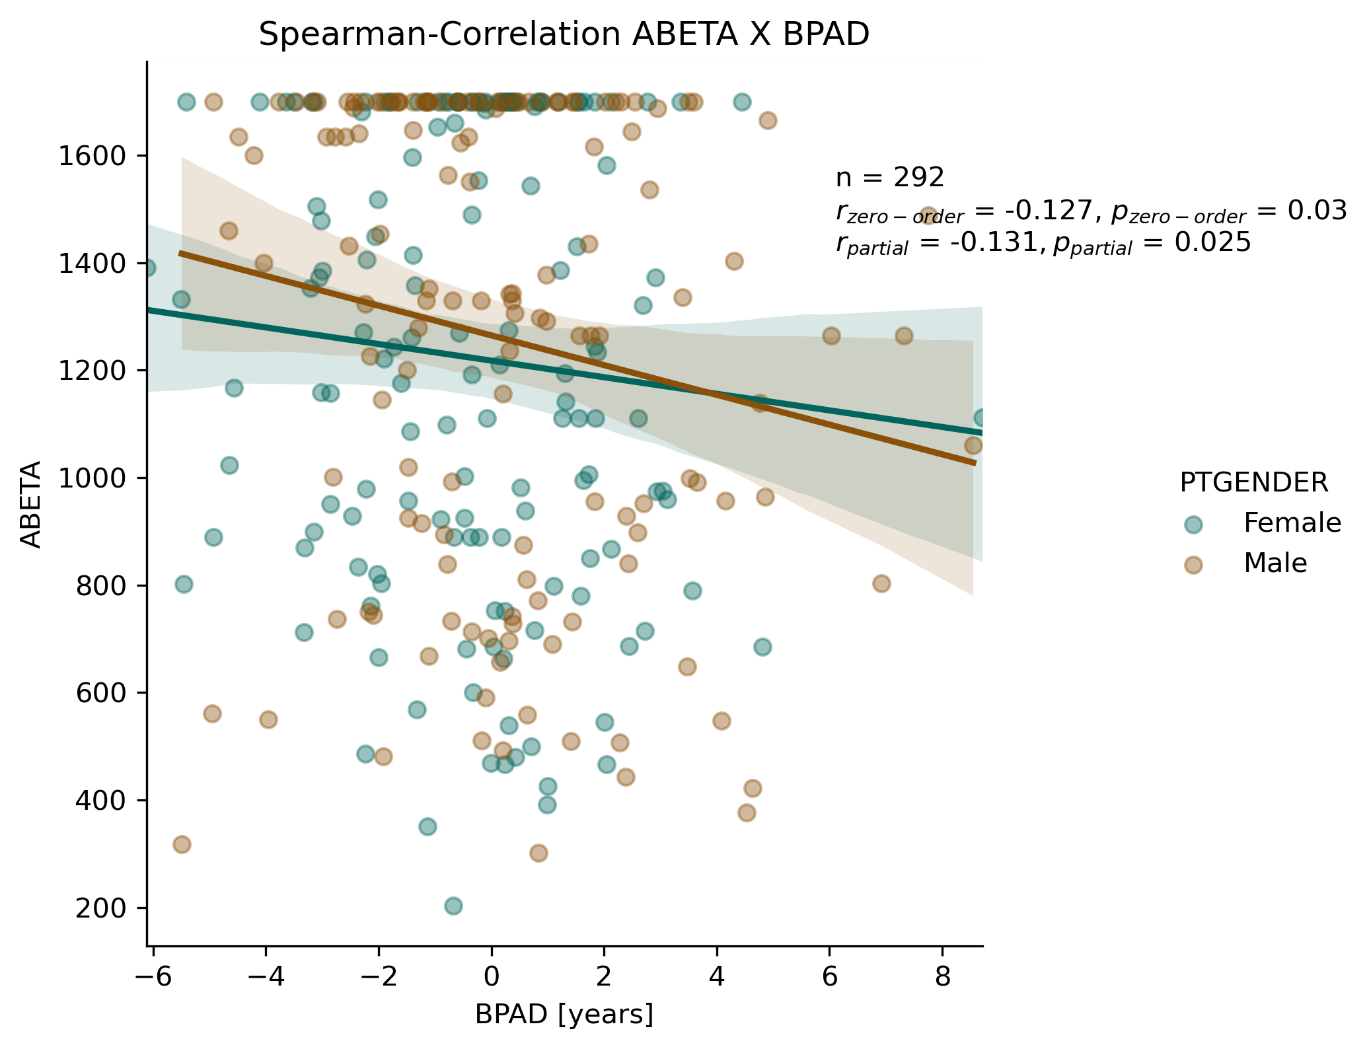 Spearman-Correlation ABETA X BPAD
n = 292
r_zero−order = -0.127, p_zero−order = 0.03
r_partial = -0.131, p_partial = 0.025
ABETA
1600
1400
1200
1000
800
600
400
200
−6 −4 −2 0 2 4 6 8
BPAD [years]
PTGENDER
Female
Male